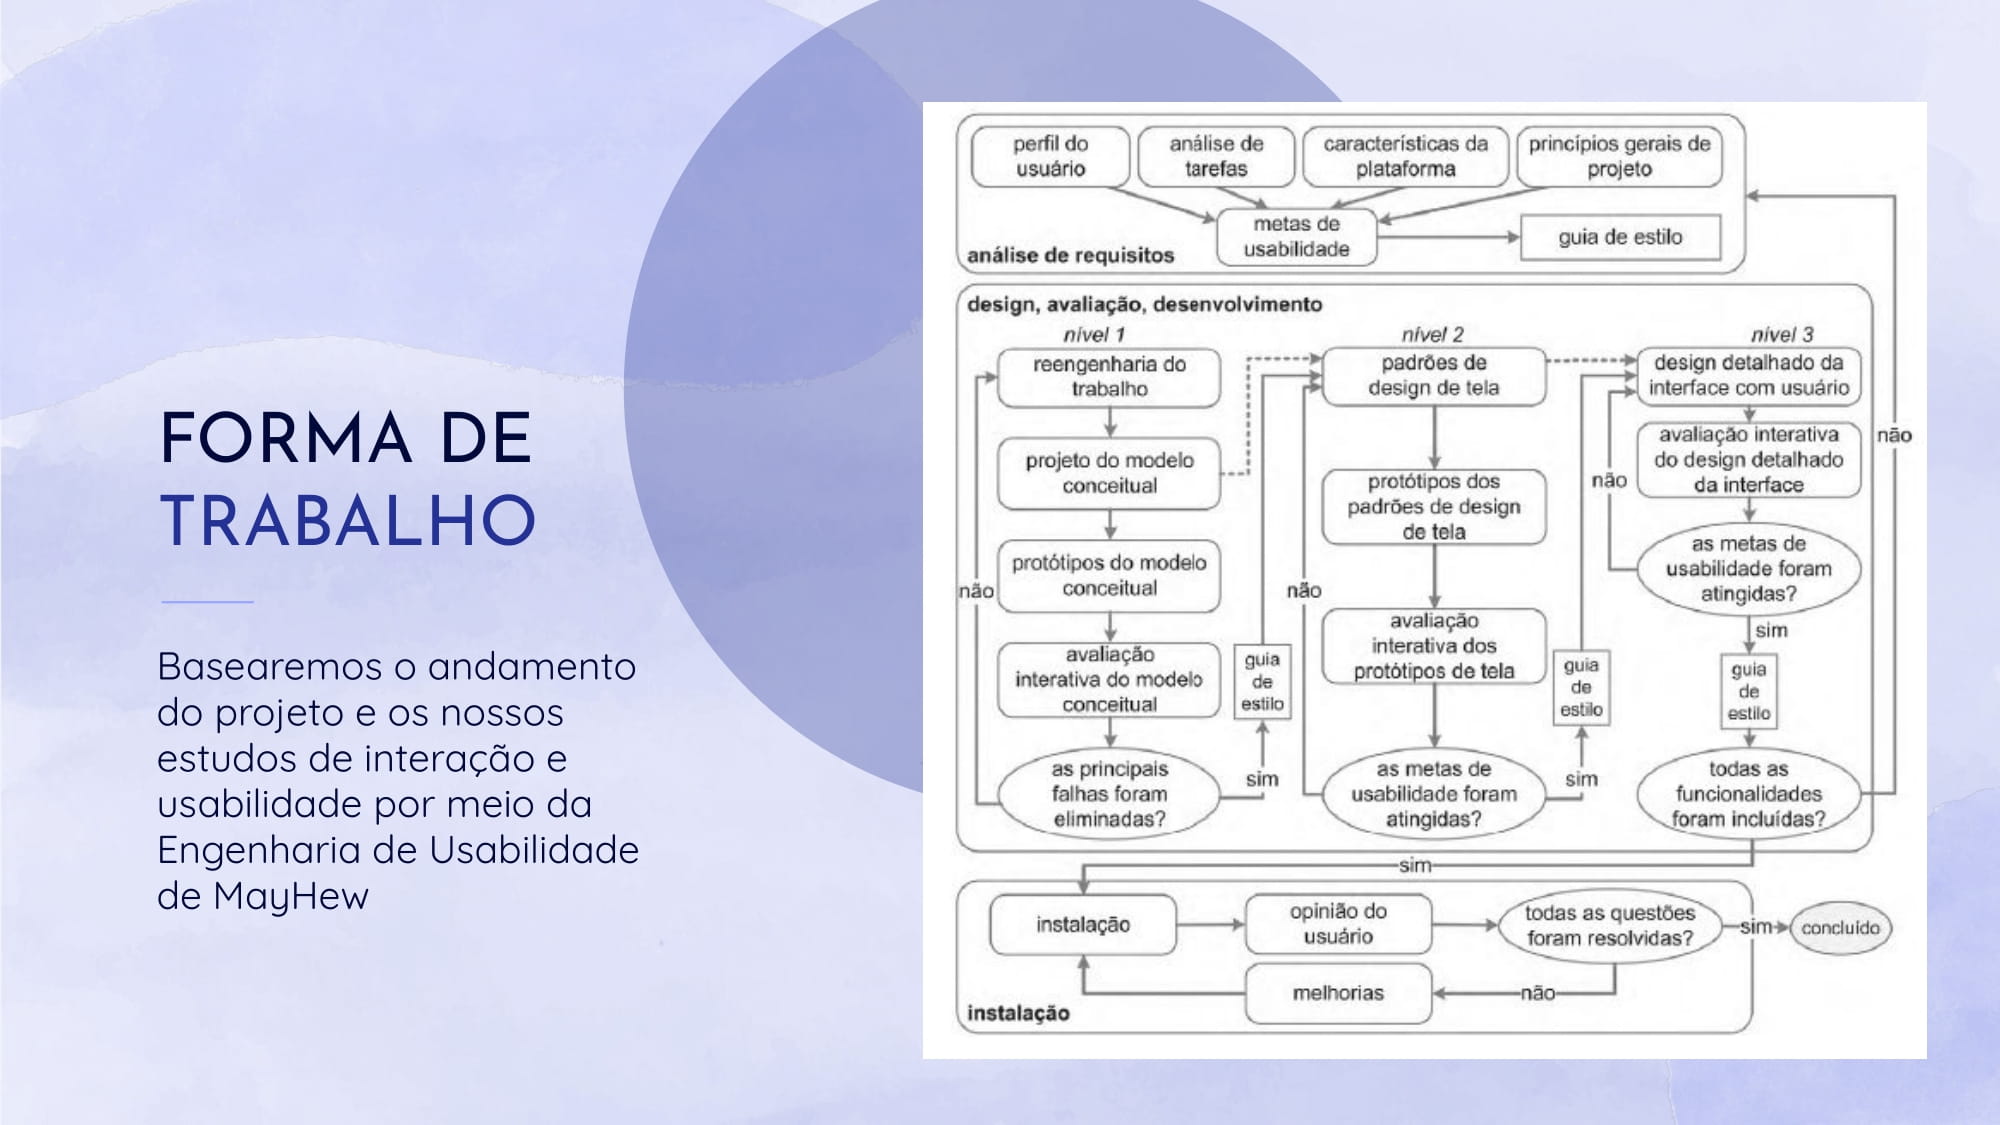 FORMA DE
TRABALHO
Basearemos o andamento
do projeto e os nossos
estudos de interação e
usabilidade por meio da
Engenharia de Usabilidade
de MayHew
perfil do
usuário
análise de
tarefas
características da
plataforma
princípios gerais de
projeto
metas de
usabilidade
guia de estilo
análise de requisitos
design, avaliação, desenvolvimento
nível 1
reengenharia do
trabalho
projeto do modelo
conceitual
protótipos do modelo
conceitual
não
avaliação
interativa do modelo
conceitual
as principais
falhas foram
eliminadas?
sim
guia
de
estilo
nível 2
padrões de
design de tela
protótipos dos
padrões de design
de tela
não
avaliação
interativa dos
protótipos de tela
as metas de
usabilidade foram
atingidas?
sim
guia
de
estilo
nível 3
design detalhado da
interface com usuário
avaliação interativa
do design detalhado
da interface
não
as metas de
usabilidade foram
atingidas?
sim
guia
de
estilo
todas as
funcionalidades
foram incluídas?
não
sim
instalação
opinião do
usuário
todas as questões
foram resolvidas?
sim
concluído
não
melhorias
instalação